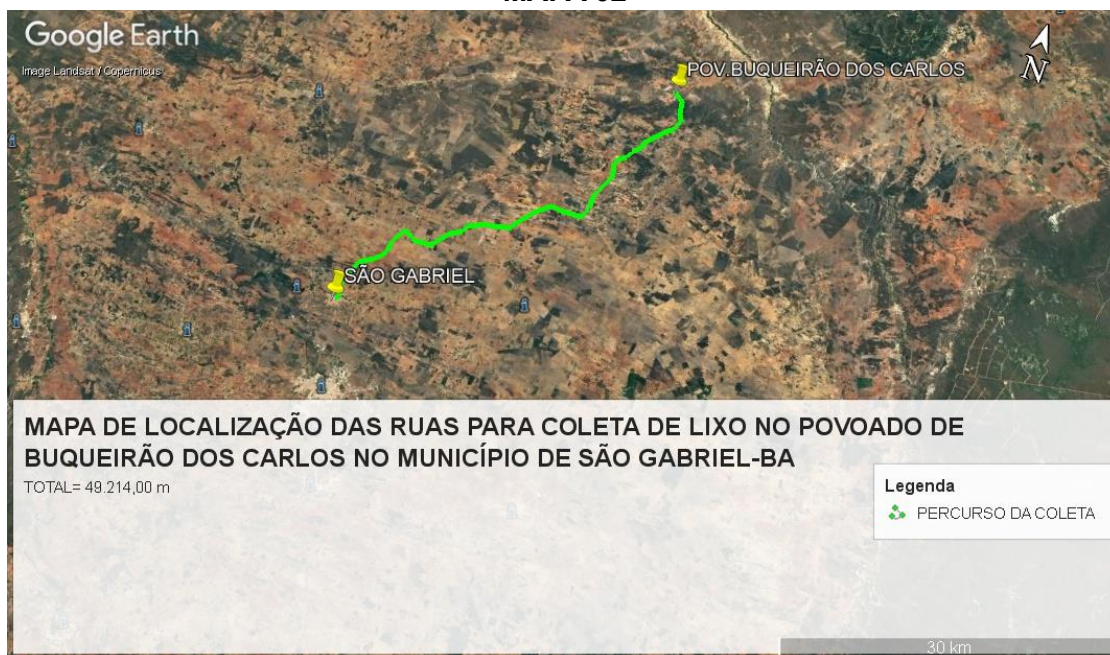 Google Earth
Image Landsat / Copernicus
N
POV.BUQUEIRÃO DOS CARLOS
SÃO GABRIEL
MAPA DE LOCALIZAÇÃO DAS RUAS PARA COLETA DE LIXO NO POVOADO DE
BUQUEIRÃO DOS CARLOS NO MUNICÍPIO DE SÃO GABRIEL-BA
TOTAL= 49.214,00 m
Legenda
PERCURSO DA COLETA
30 km